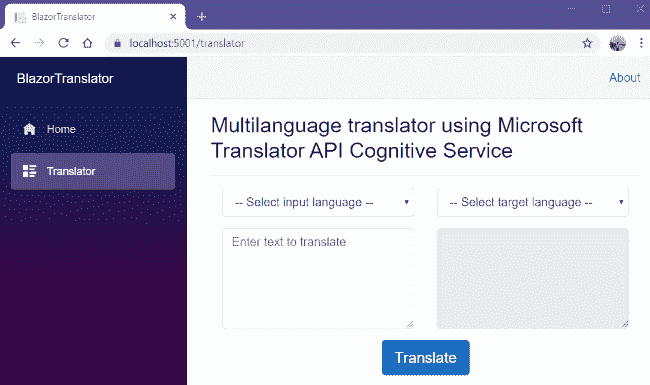 BlazorTranslator
localhost:5001/translator
BlazorTranslator
About
Home
Translator
Multilanguage translator using Microsoft
Translator API Cognitive Service
-- Select input language --
-- Select target language --
Enter text to translate
Translate